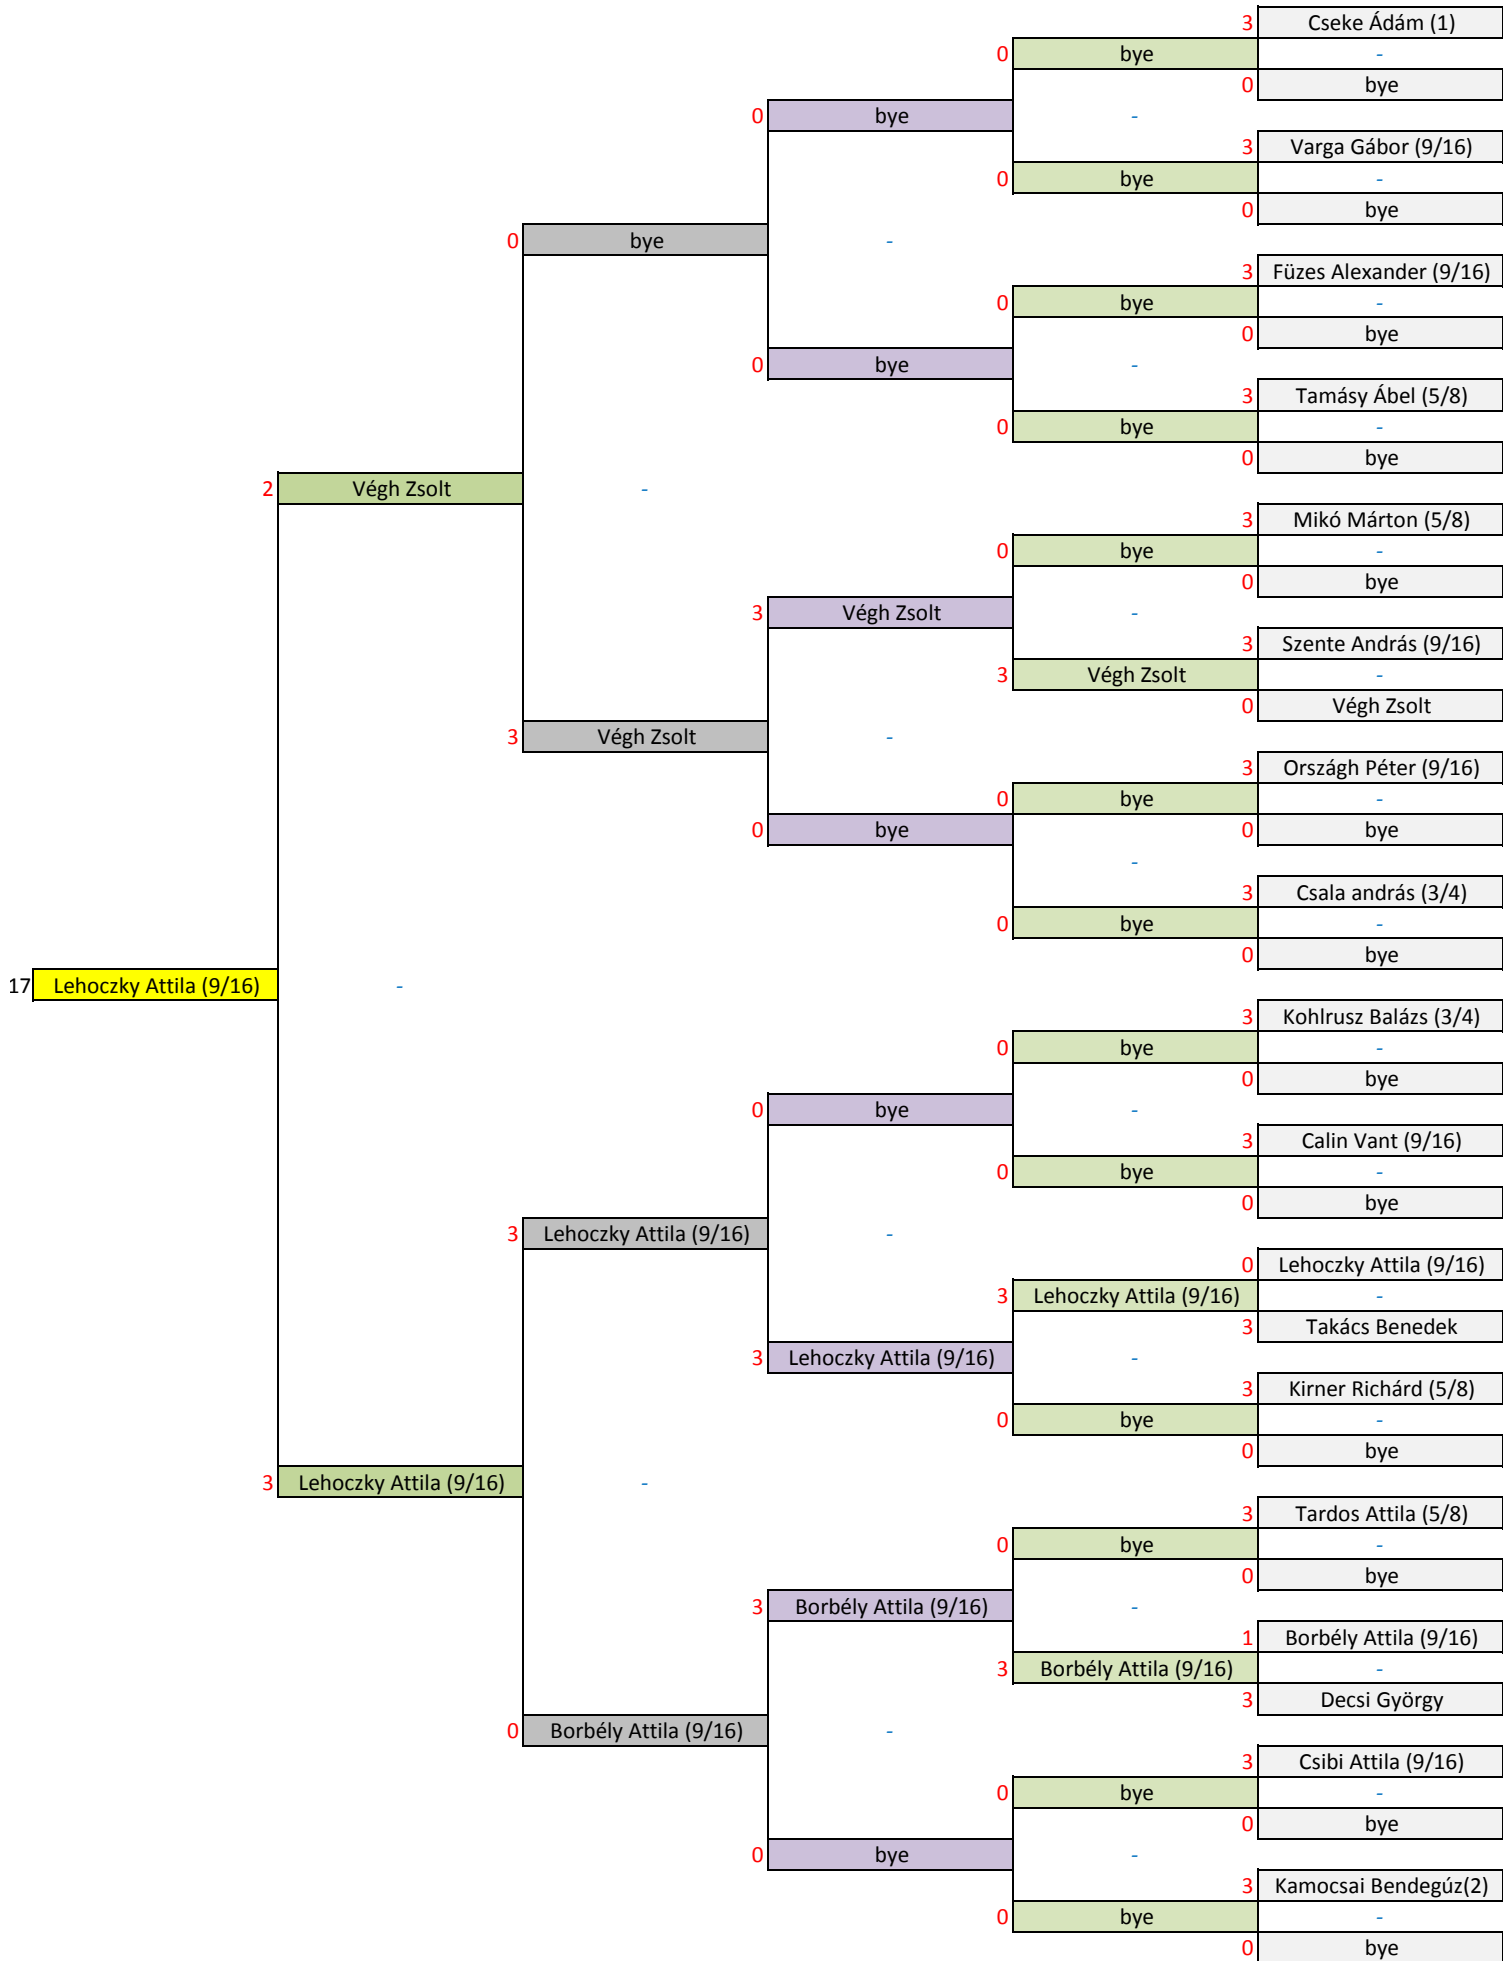 3 Cseke Ádám (1)
0 bye -
0 bye
0 bye -
3 Varga Gábor (9/16)
0 bye -
0 bye
0 bye -
3 Füzes Alexander (9/16)
0 bye -
0 bye
0 bye -
3 Tamásy Ábel (5/8)
0 bye -
0 bye
2 Végh Zsolt -
3 Mikó Márton (5/8)
0 bye -
0 bye
3 Végh Zsolt -
3 Szente András (9/16)
3 Végh Zsolt -
0 Végh Zsolt
3 Végh Zsolt -
3 Országh Péter (9/16)
0 bye -
0 bye
0 bye
-
3 Csala andrás (3/4)
0 bye -
0 bye
17 Lehoczky Attila (9/16) -
3 Kohlrusz Balázs (3/4)
0 bye -
0 bye
0 bye -
3 Calin Vant (9/16)
0 bye -
0 bye
3 Lehoczky Attila (9/16) -
0 Lehoczky Attila (9/16)
3 Lehoczky Attila (9/16) -
3 Takács Benedek
3 Lehoczky Attila (9/16) -
3 Kirner Richárd (5/8)
0 bye -
0 bye
3 Lehoczky Attila (9/16) -
3 Tardos Attila (5/8)
0 bye -
0 bye
3 Borbély Attila (9/16) -
1 Borbély Attila (9/16)
3 Borbély Attila (9/16) -
3 Decsi György
0 Borbély Attila (9/16) -
3 Csibi Attila (9/16)
0 bye -
0 bye
0 bye -
3 Kamocsai Bendegúz(2)
0 bye -
0 bye